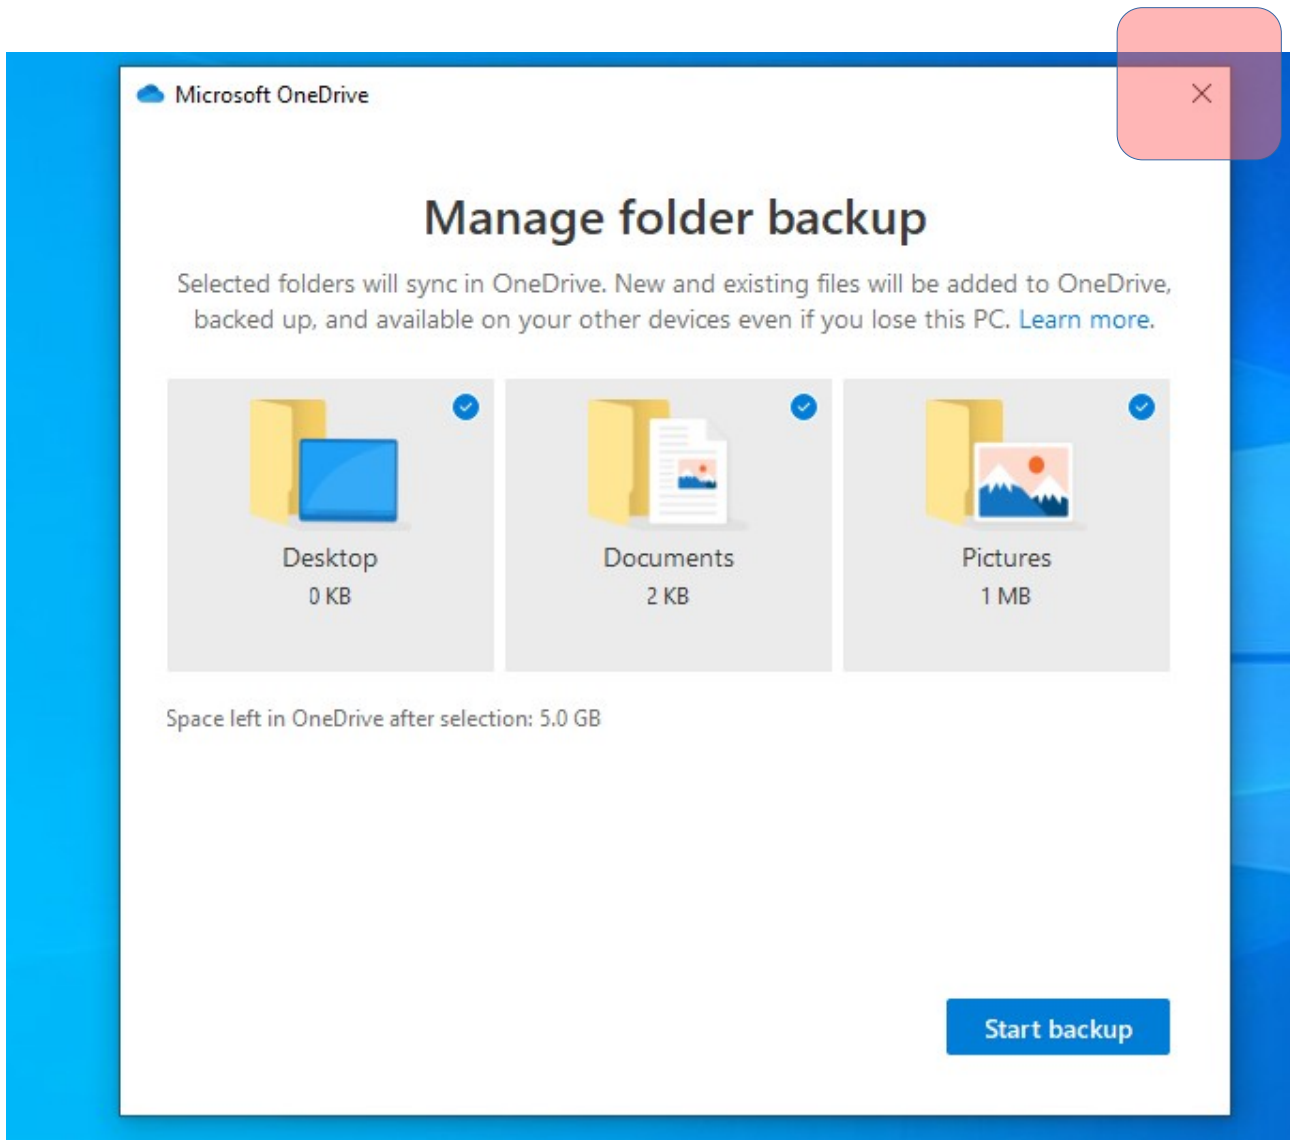 Microsoft OneDrive
Manage folder backup
Selected folders will sync in OneDrive. New and existing files will be added to OneDrive,
backed up, and available on your other devices even if you lose this PC. Learn more.
Desktop
0 KB
Documents
2 KB
Pictures
1 MB
Space left in OneDrive after selection: 5.0 GB
Start backup